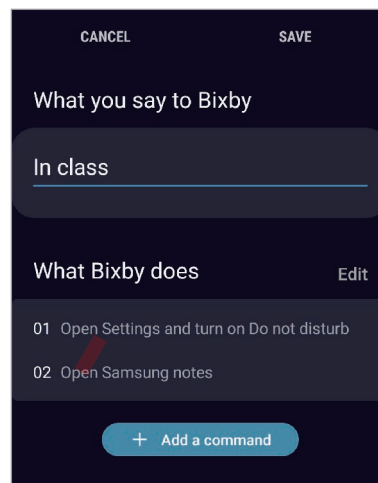 CANCEL SAVE
What you say to Bixby
In class
What Bixby does Edit
01 Open Settings and turn on Do not disturb
02 Open Samsung notes
+ Add a command